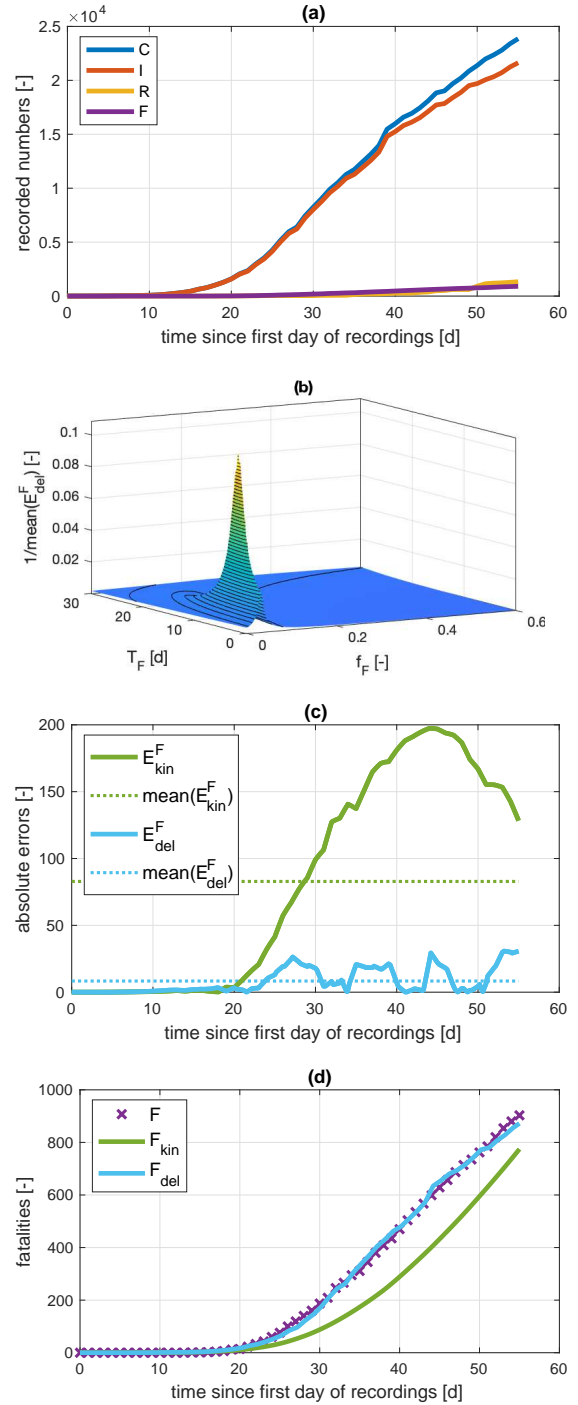 (a)
×10^4
2.5
2
1.5
1
0.5
0
recorded numbers [-]
C
I
R
F
0 10 20 30 40 50 60
time since first day of recordings [d]
(b)
0.1
0.08
0.06
0.04
0.02
1/mean(E^F_del) [-]
30
20
10
0
T_F [d]
0
0.2
0.4
0.6
f_F [-]
(c)
200
150
100
50
0
absolute errors [-]
E^F_kin
mean(E^F_kin)
E^F_del
mean(E^F_del)
0 10 20 30 40 50 60
time since first day of recordings [d]
(d)
1000
800
600
400
200
0
fatalities [-]
F
F_kin
F_del
0 10 20 30 40 50 60
time since first day of recordings [d]